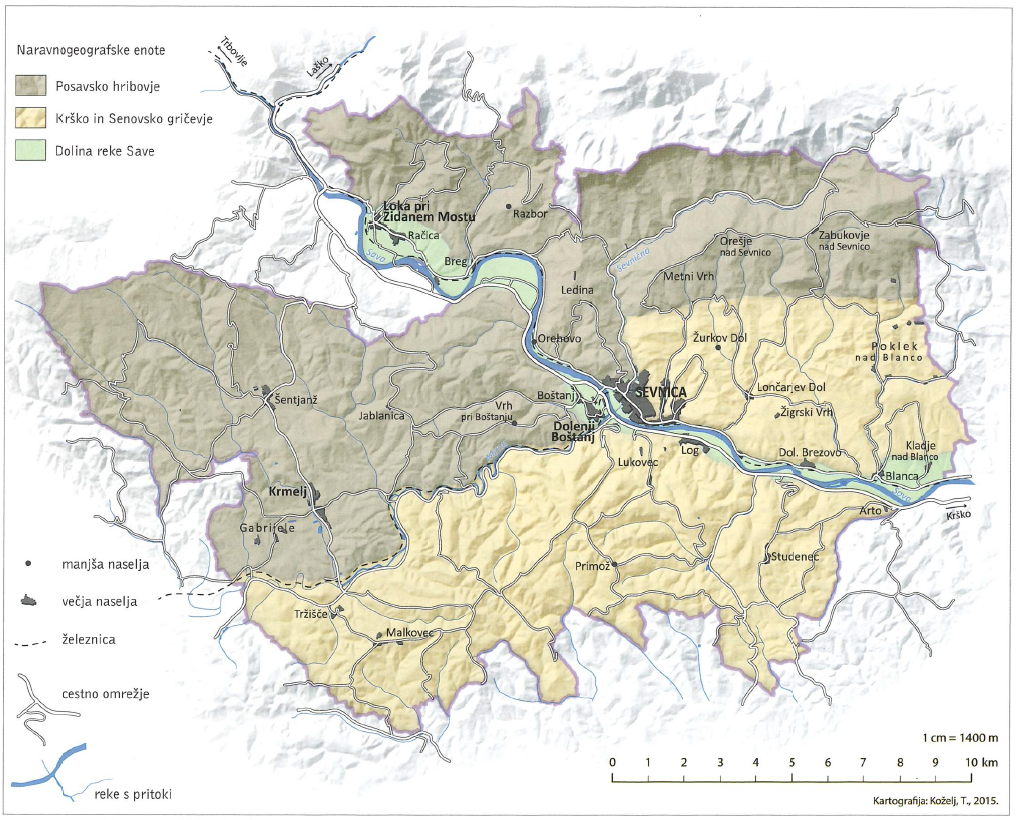 Naravnogeografske enote
Posavsko hribovje
Krško in Senovsko gričevje
Dolina reke Save
Trbovlje
Laško
Loka pri
Zidanem Mostu
Račica
Razbor
Sava
Breg
Sevnična
Orešje
nad Sevnico
Zabukovje
nad Sevnico
Metni Vrh
Ledina
Orehovo
Žurkov Dol
Poklek
nad Blanco
SEVNICA
Lončarjev Dol
Boštanj
Žigrski Vrh
Šentjanž
Jablanica
Vrh
pri Boštanju
Dolenji
Boštanj
Lukovec
Log
Dol. Brezovo
Kladje
nad Blanco
Blanca
Sava
Arto
Krško
Krmelj
Gabrijele
Primož
Studenec
Tržišče
Malkovec
manjša naselja
večja naselja
železnica
cestno omrežje
reke s pritoki
1 cm = 1400 m
0 1 2 3 4 5 6 7 8 9 10 km
Kartografija: Koželj, T., 2015.